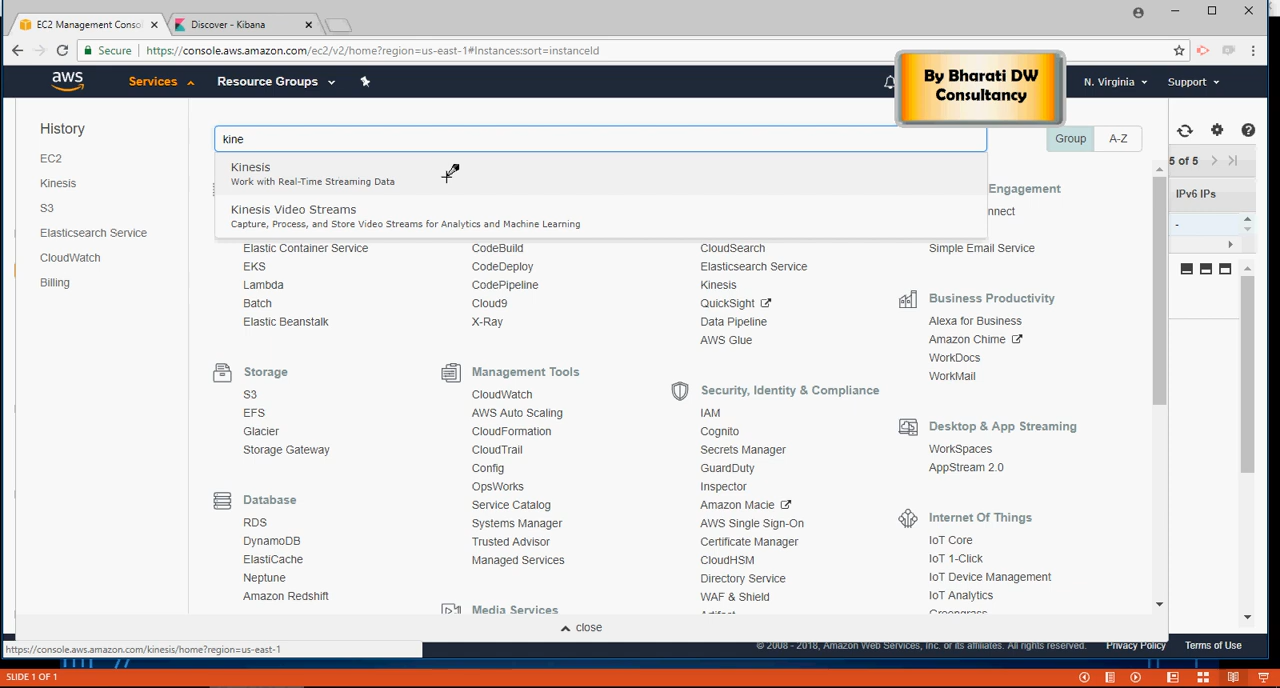 EC2 Management Conso
Discover - Kibana
Secure
https://console.aws.amazon.com/ec2/v2/home?region=us-east-1#Instances:sort=instanceId
aws
Services
Resource Groups
By Bharati DW
Consultancy
N. Virginia
Support
History
EC2
Kinesis
S3
Elasticsearch Service
CloudWatch
Billing
kine
Group
A-Z
Kinesis
Work with Real-Time Streaming Data
Kinesis Video Streams
Capture, Process, and Store Video Streams for Analytics and Machine Learning
Elastic Container Service
EKS
Lambda
Batch
Elastic Beanstalk
Storage
S3
EFS
Glacier
Storage Gateway
Database
RDS
DynamoDB
ElastiCache
Neptune
Amazon Redshift
CodeBuild
CodeDeploy
CodePipeline
Cloud9
X-Ray
Management Tools
CloudWatch
AWS Auto Scaling
CloudFormation
CloudTrail
Config
OpsWorks
Service Catalog
Systems Manager
Trusted Advisor
Managed Services
Media Services
CloudSearch
Elasticsearch Service
Kinesis
QuickSight
Data Pipeline
AWS Glue
Security, Identity & Compliance
IAM
Cognito
Secrets Manager
GuardDuty
Inspector
Amazon Macie
AWS Single Sign-On
Certificate Manager
CloudHSM
Directory Service
WAF & Shield
Artifact
Engagement
nnect
Simple Email Service
Business Productivity
Alexa for Business
Amazon Chime
WorkDocs
WorkMail
Desktop & App Streaming
WorkSpaces
AppStream 2.0
Internet Of Things
IoT Core
IoT 1-Click
IoT Device Management
IoT Analytics
Greengrass
5 of 5
IPv6 IPs
-
close
https://console.aws.amazon.com/kinesis/home?region=us-east-1
© 2008 - 2018, Amazon Web Services, Inc. or its affiliates. All rights reserved.
Privacy Policy
Terms of Use
SLIDE 1 OF 1